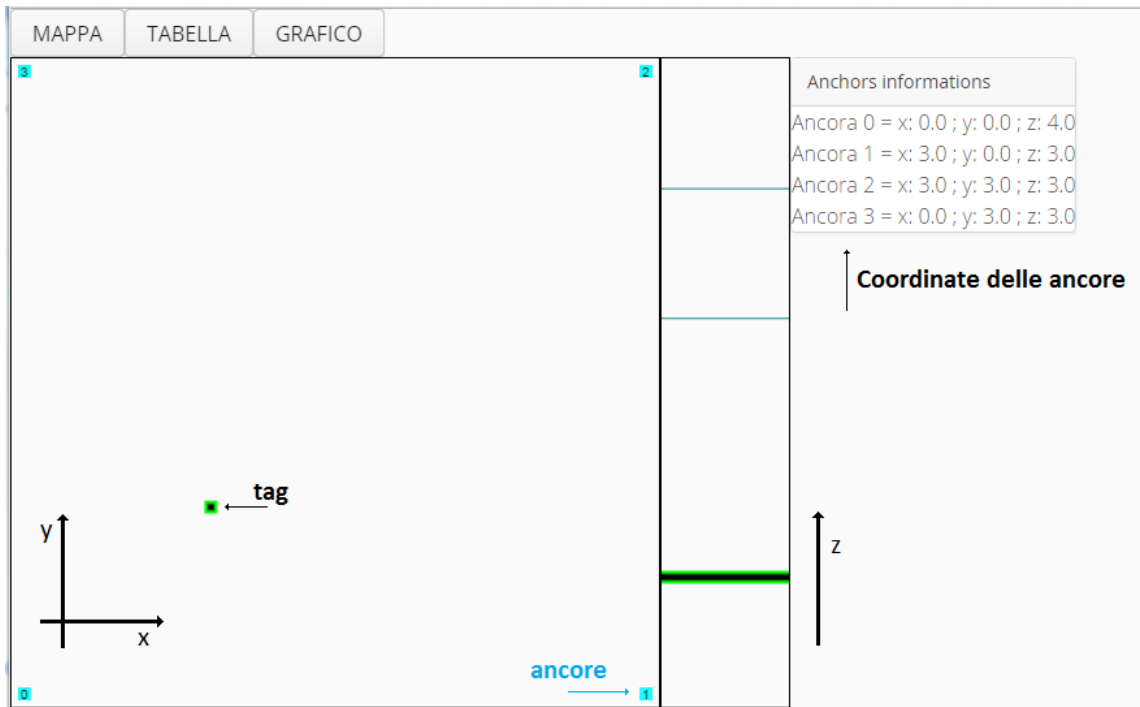 MAPPA TABELLA GRAFICO
3 2
Anchors informations
Ancora 0 = x: 0.0 ; y: 0.0 ; z: 4.0
Ancora 1 = x: 3.0 ; y: 0.0 ; z: 3.0
Ancora 2 = x: 3.0 ; y: 3.0 ; z: 3.0
Ancora 3 = x: 0.0 ; y: 3.0 ; z: 3.0
Coordinate delle ancore
tag
y
z
x
ancore
0 1